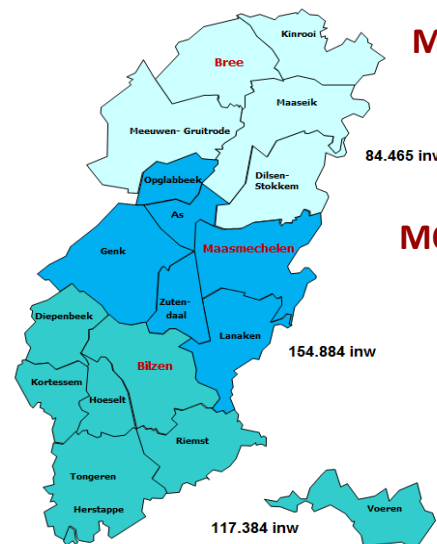 Kinrooi
M
Bree
Maaseik
Meeuwen- Gruitrode
84.465 inw
Dilsen-
Stokkem
Opglabbeek
As
Genk
Maasmechelen
Zuten-
daal
Diepenbeek
Lanaken
154.884 inw
Bilzen
Kortessem
Hoeselt
Riemst
Tongeren
Herstappe
Voeren
117.384 inw